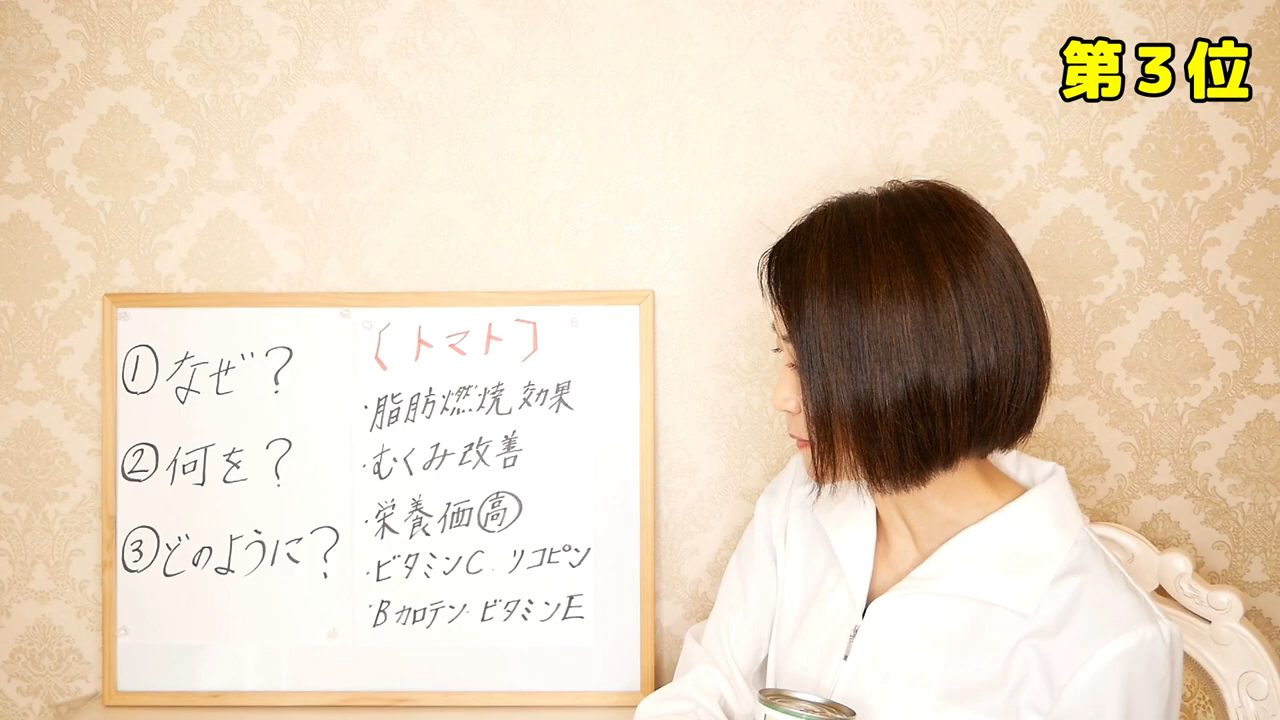 第3位
①なぜ?
②何を?
③どのように?
〔トマト〕
・脂肪燃焼効果
・むくみ改善
・栄養価高
・ビタミンC リコピン
・Bカロテン・ビタミンE